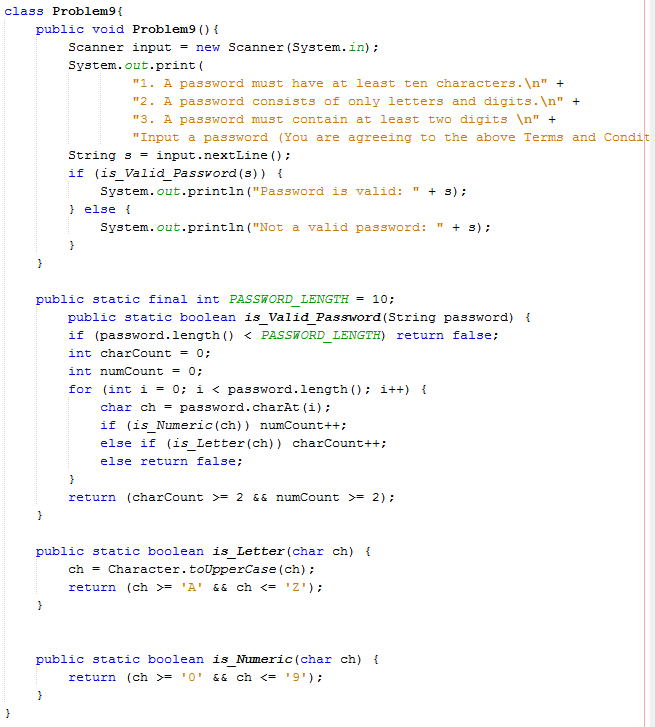 class Problem9{
public void Problem9(){
Scanner input = new Scanner(System.in);
System.out.print(
"1. A password must have at least ten characters.\n" +
"2. A password consists of only letters and digits.\n" +
"3. A password must contain at least two digits \n" +
"Input a password (You are agreeing to the above Terms and Condit
String s = input.nextLine();
if (is_Valid_Password(s)) {
System.out.println("Password is valid: " + s);
} else {
System.out.println("Not a valid password: " + s);
}
}
public static final int PASSWORD_LENGTH = 10;
public static boolean is_Valid_Password(String password) {
if (password.length() < PASSWORD_LENGTH) return false;
int charCount = 0;
int numCount = 0;
for (int i = 0; i < password.length(); i++) {
char ch = password.charAt(i);
if (is_Numeric(ch)) numCount++;
else if (is_Letter(ch)) charCount++;
else return false;
}
return (charCount >= 2 && numCount >= 2);
}
public static boolean is_Letter(char ch) {
ch = Character.toUpperCase(ch);
return (ch >= 'A' && ch <= 'Z');
}
public static boolean is_Numeric(char ch) {
return (ch >= '0' && ch <= '9');
}
}